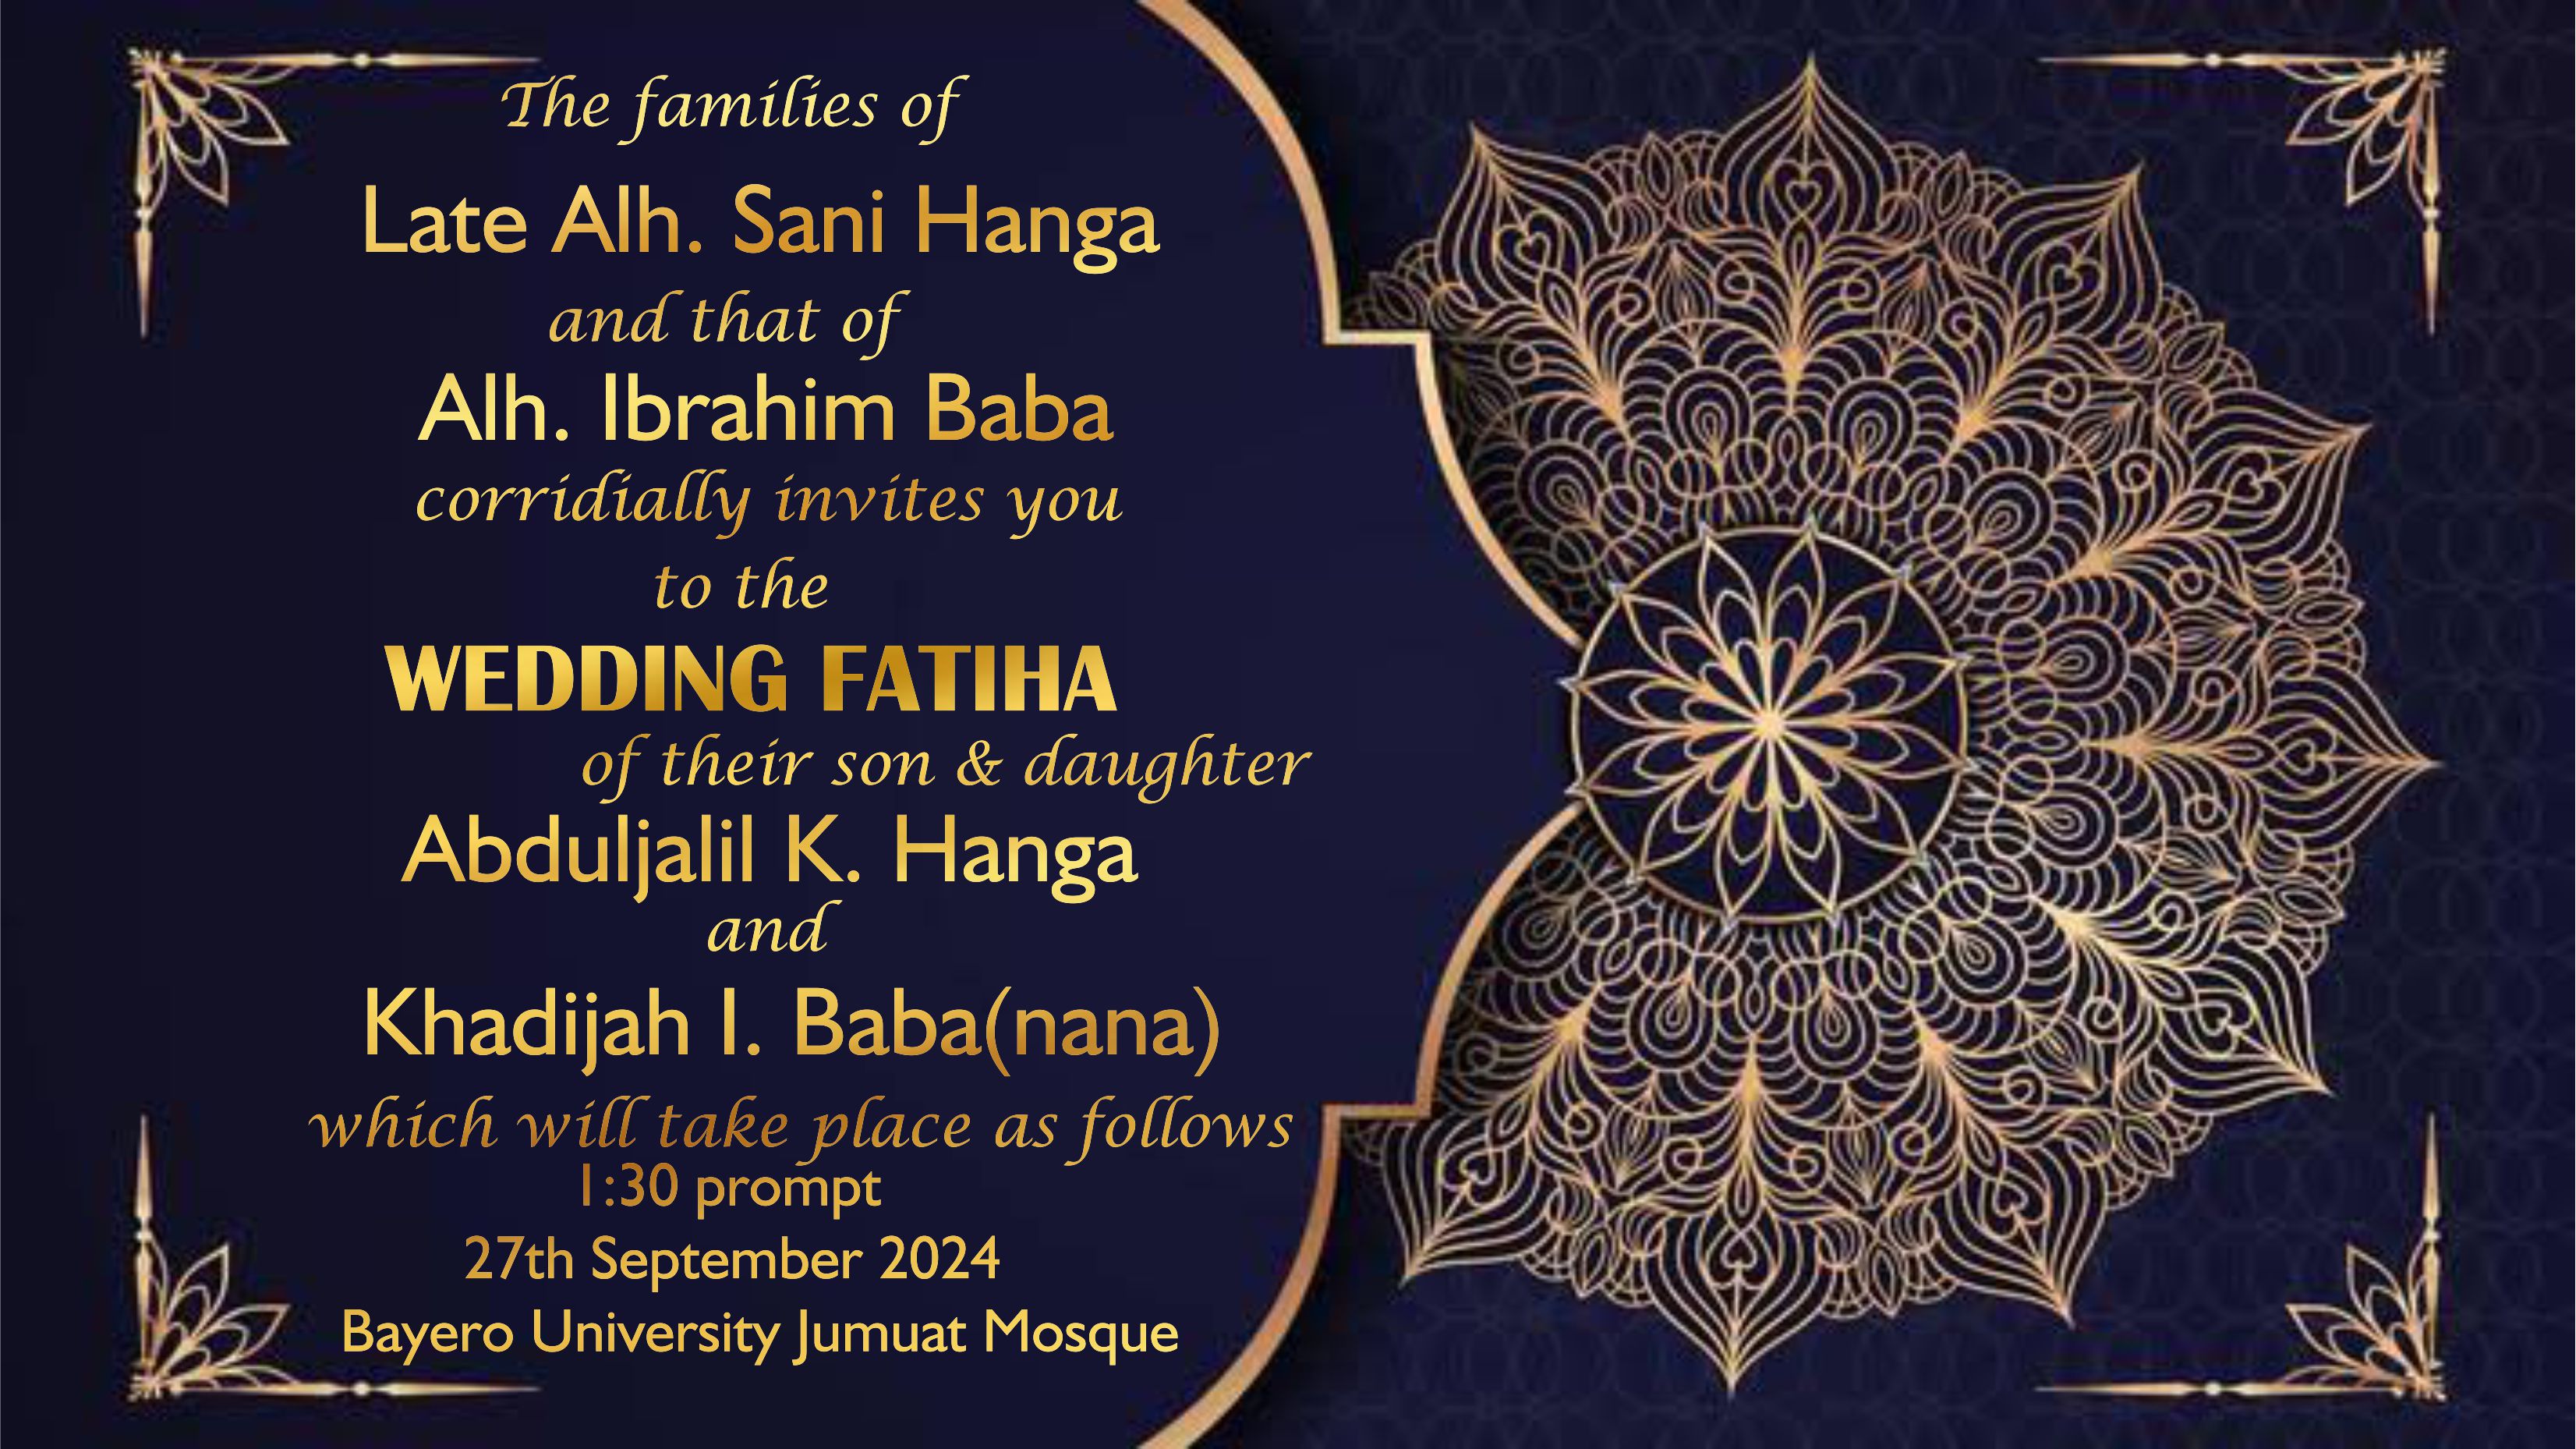 The families of
Late Alh. Sani Hanga
and that of
Alh. Ibrahim Baba
corridially invites you
to the
WEDDING FATIHA
of their son & daughter
Abduljalil K. Hanga
and
Khadijah I. Baba(nana)
which will take place as follows
1:30 prompt
27th September 2024
Bayero University Jumuat Mosque